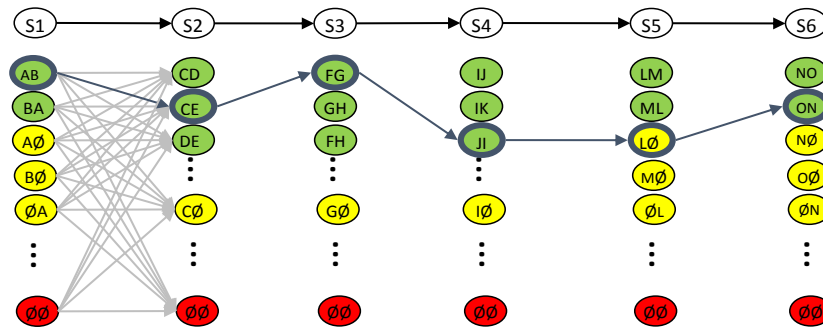 S1 S2 S3 S4 S5 S6
AB CD FG IJ LM NO
BA CE GH IK ML ON
AØ DE FH JI LØ NØ
BØ MØ OØ
ØA CØ GØ IØ ØL ØN
ØØ ØØ ØØ ØØ ØØ ØØ